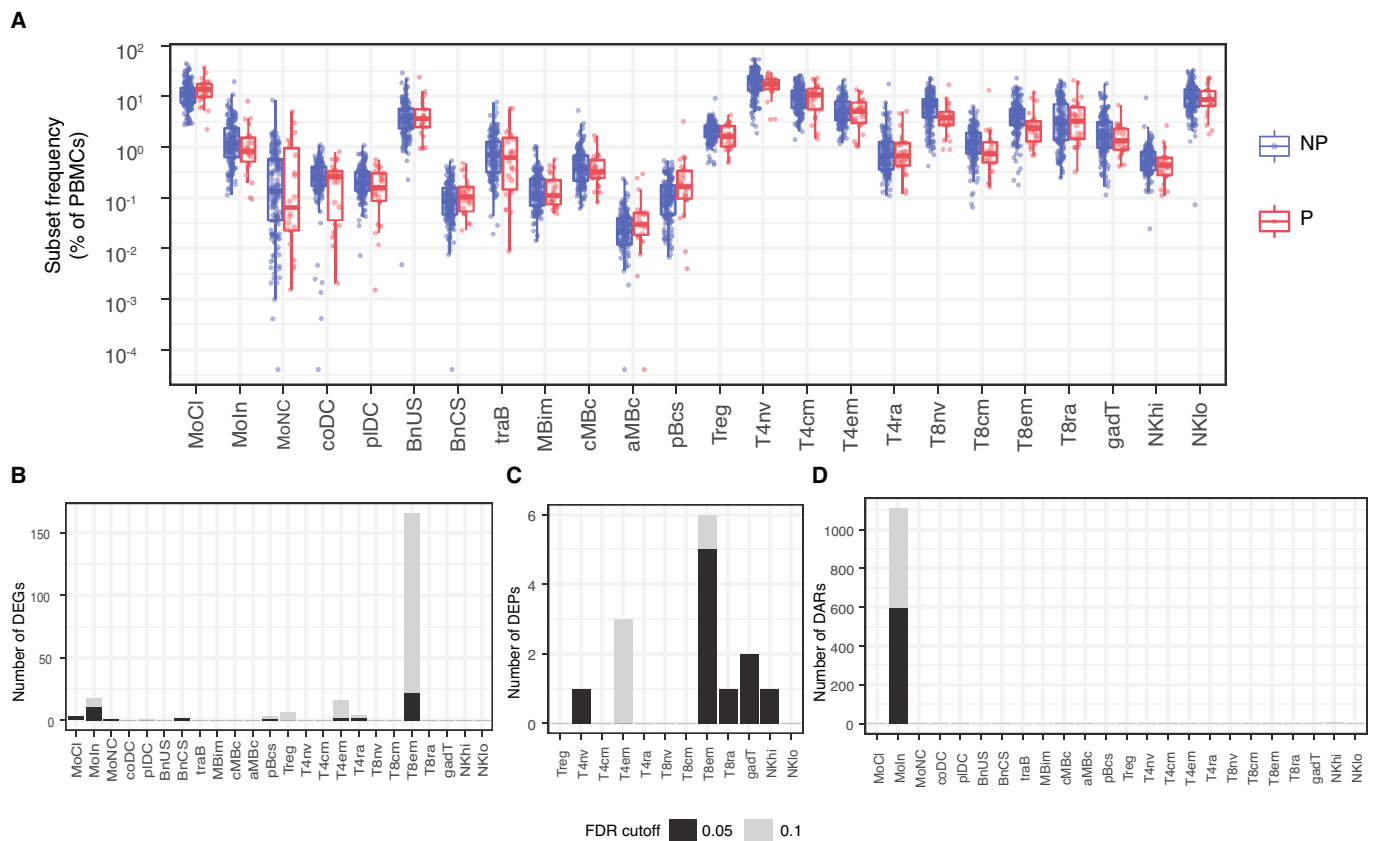 A
Subset frequency
(% of PBMCs)
10²
10¹
10⁰
10⁻¹
10⁻²
10⁻³
10⁻⁴
MoCl MoIn MoNC coDC plDC BnUS BnCS traB MBim cMBc aMBc pBcs Treg T4nv T4cm T4em T4ra T8nv T8cm T8em T8ra gadT NKhi NKlo
NP
P
B
Number of DEGs
150
100
50
0
MoCl MoIn MoNC coDC plDC BnUS BnCS traB MBim cMBc aMBc pBcs Treg T4nv T4cm T4em T4ra T8nv T8cm T8em T8ra gadT NKhi NKlo
C
Number of DEPs
6
4
2
0
Treg T4nv T4cm T4em T4ra T8nv T8cm T8em T8ra gadT NKhi NKlo
D
Number of DARs
1000
800
600
400
200
0
MoCl MoIn MoNC coDC plDC BnUS BnCS traB MBim cMBc aMBc pBcs Treg T4nv T4cm T4em T4ra T8nv T8cm T8em T8ra gadT NKhi NKlo
FDR cutoff 0.05 0.1